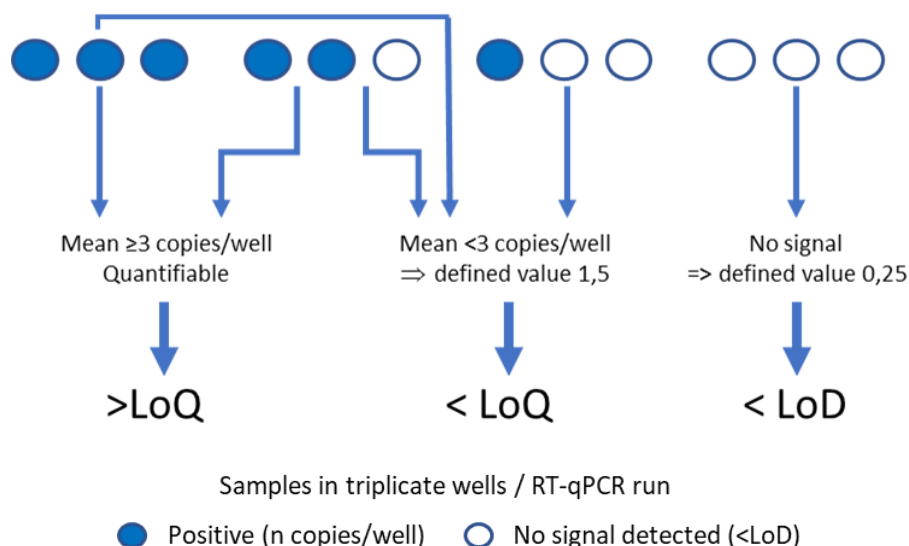 Mean ≥3 copies/well
Quantifiable
Mean <3 copies/well
⇒ defined value 1,5
No signal
=> defined value 0,25
>LoQ
< LoQ
< LoD
Samples in triplicate wells / RT-qPCR run
Positive (n copies/well)
No signal detected (<LoD)